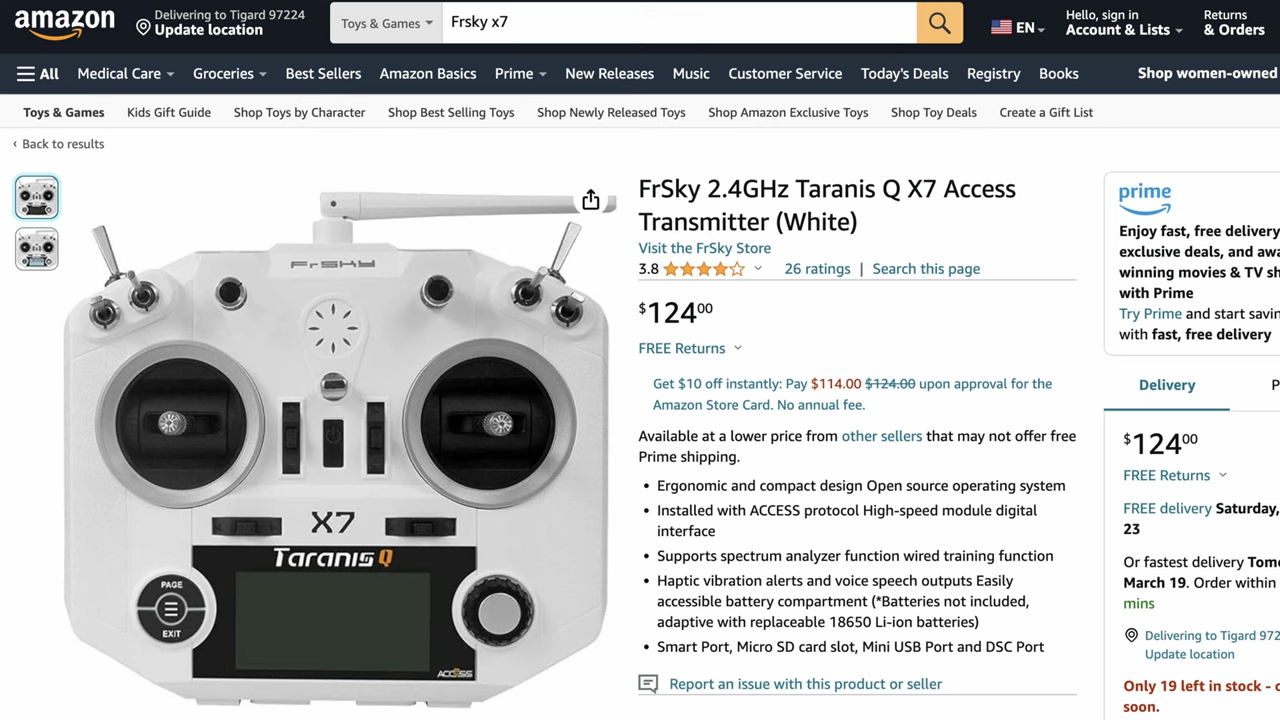 amazon
Delivering to Tigard 97224
Update location
Toys & Games
Frsky x7
EN
Hello, sign in
Account & Lists
Returns
& Orders
All
Medical Care
Groceries
Best Sellers
Amazon Basics
Prime
New Releases
Music
Customer Service
Today's Deals
Registry
Books
Shop women-owned
Toys & Games
Kids Gift Guide
Shop Toys by Character
Shop Best Selling Toys
Shop Newly Released Toys
Shop Amazon Exclusive Toys
Shop Toy Deals
Create a Gift List
‹ Back to results
FrSKY
X7
Taranis Q
PAGE
EXIT
ACCESS
FrSky 2.4GHz Taranis Q X7 Access
Transmitter (White)
Visit the FrSky Store
3.8
26 ratings | Search this page
$12400
FREE Returns
Get $10 off instantly: Pay $114.00 $124.00 upon approval for the
Amazon Store Card. No annual fee.
Available at a lower price from other sellers that may not offer free
Prime shipping.
• Ergonomic and compact design Open source operating system
• Installed with ACCESS protocol High-speed module digital
interface
• Supports spectrum analyzer function wired training function
• Haptic vibration alerts and voice speech outputs Easily
accessible battery compartment (*Batteries not included,
adaptive with replaceable 18650 Li-ion batteries)
• Smart Port, Micro SD card slot, Mini USB Port and DSC Port
Report an issue with this product or seller
prime
Enjoy fast, free delivery,
exclusive deals, and
winning movies & TV
with Prime
Try Prime and start
with fast, free delivery
Delivery
$12400
FREE Returns
FREE delivery Saturday,
23
Or fastest delivery
March 19. Order within
mins
Delivering to Tigard
Update location
Only 19 left in stock -
soon.